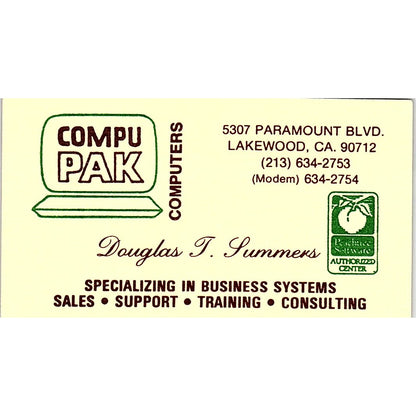 COMPU
PAK
COMPUTERS
5307 PARAMOUNT BLVD.
LAKEWOOD, CA. 90712
(213) 634-2753
(Modem) 634-2754
Peachtree
Software
AUTHORIZED
CENTER
Douglas T. Summers
SPECIALIZING IN BUSINESS SYSTEMS
SALES • SUPPORT • TRAINING • CONSULTING